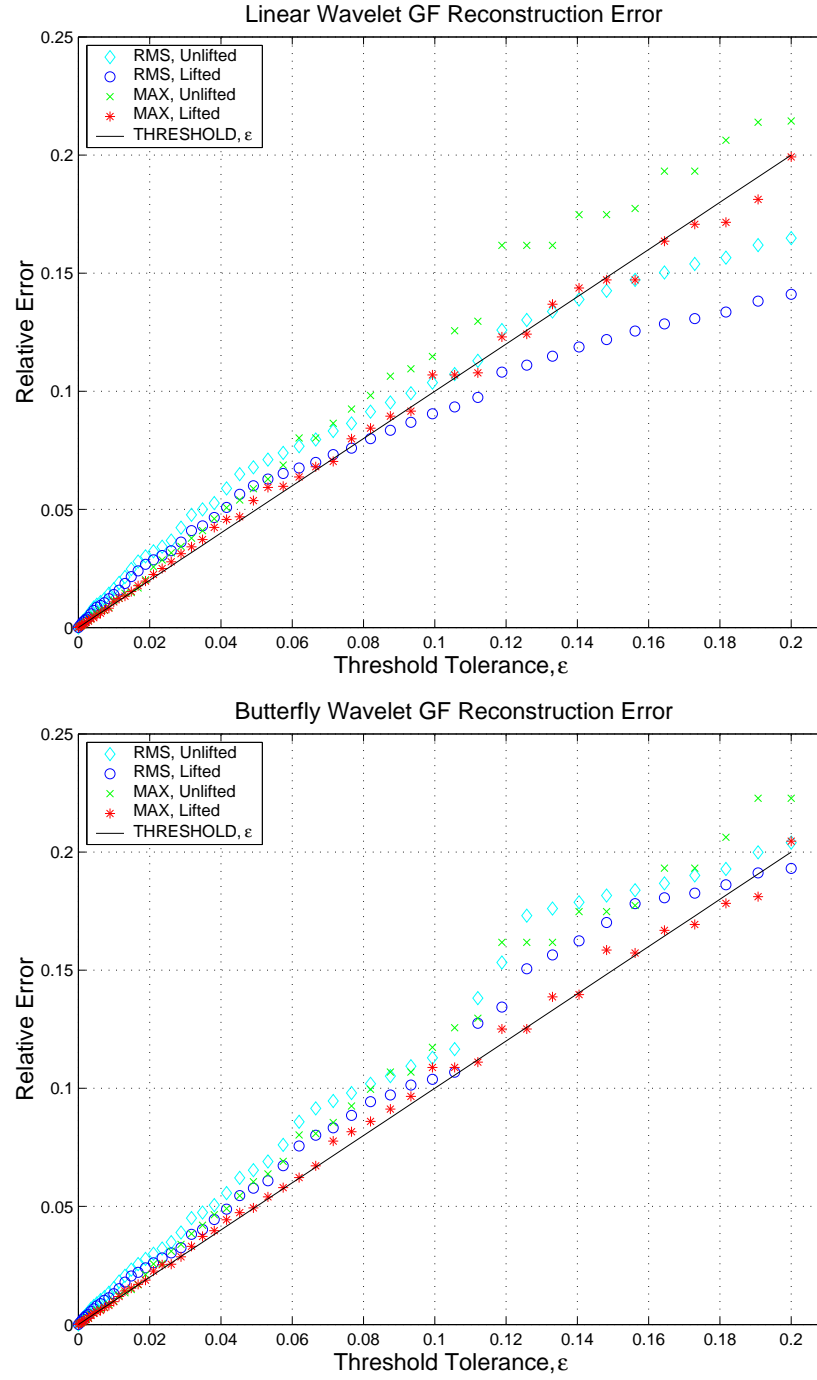 Linear Wavelet GF Reconstruction Error
0.25
RMS, Unlifted
RMS, Lifted
MAX, Unlifted
MAX, Lifted
THRESHOLD, ε
0.2
0.15
0.1
0.05
0
Relative Error
0 0.02 0.04 0.06 0.08 0.1 0.12 0.14 0.16 0.18 0.2
Threshold Tolerance, ε
Butterfly Wavelet GF Reconstruction Error
0.25
RMS, Unlifted
RMS, Lifted
MAX, Unlifted
MAX, Lifted
THRESHOLD, ε
0.2
0.15
0.1
0.05
0
Relative Error
0 0.02 0.04 0.06 0.08 0.1 0.12 0.14 0.16 0.18 0.2
Threshold Tolerance, ε